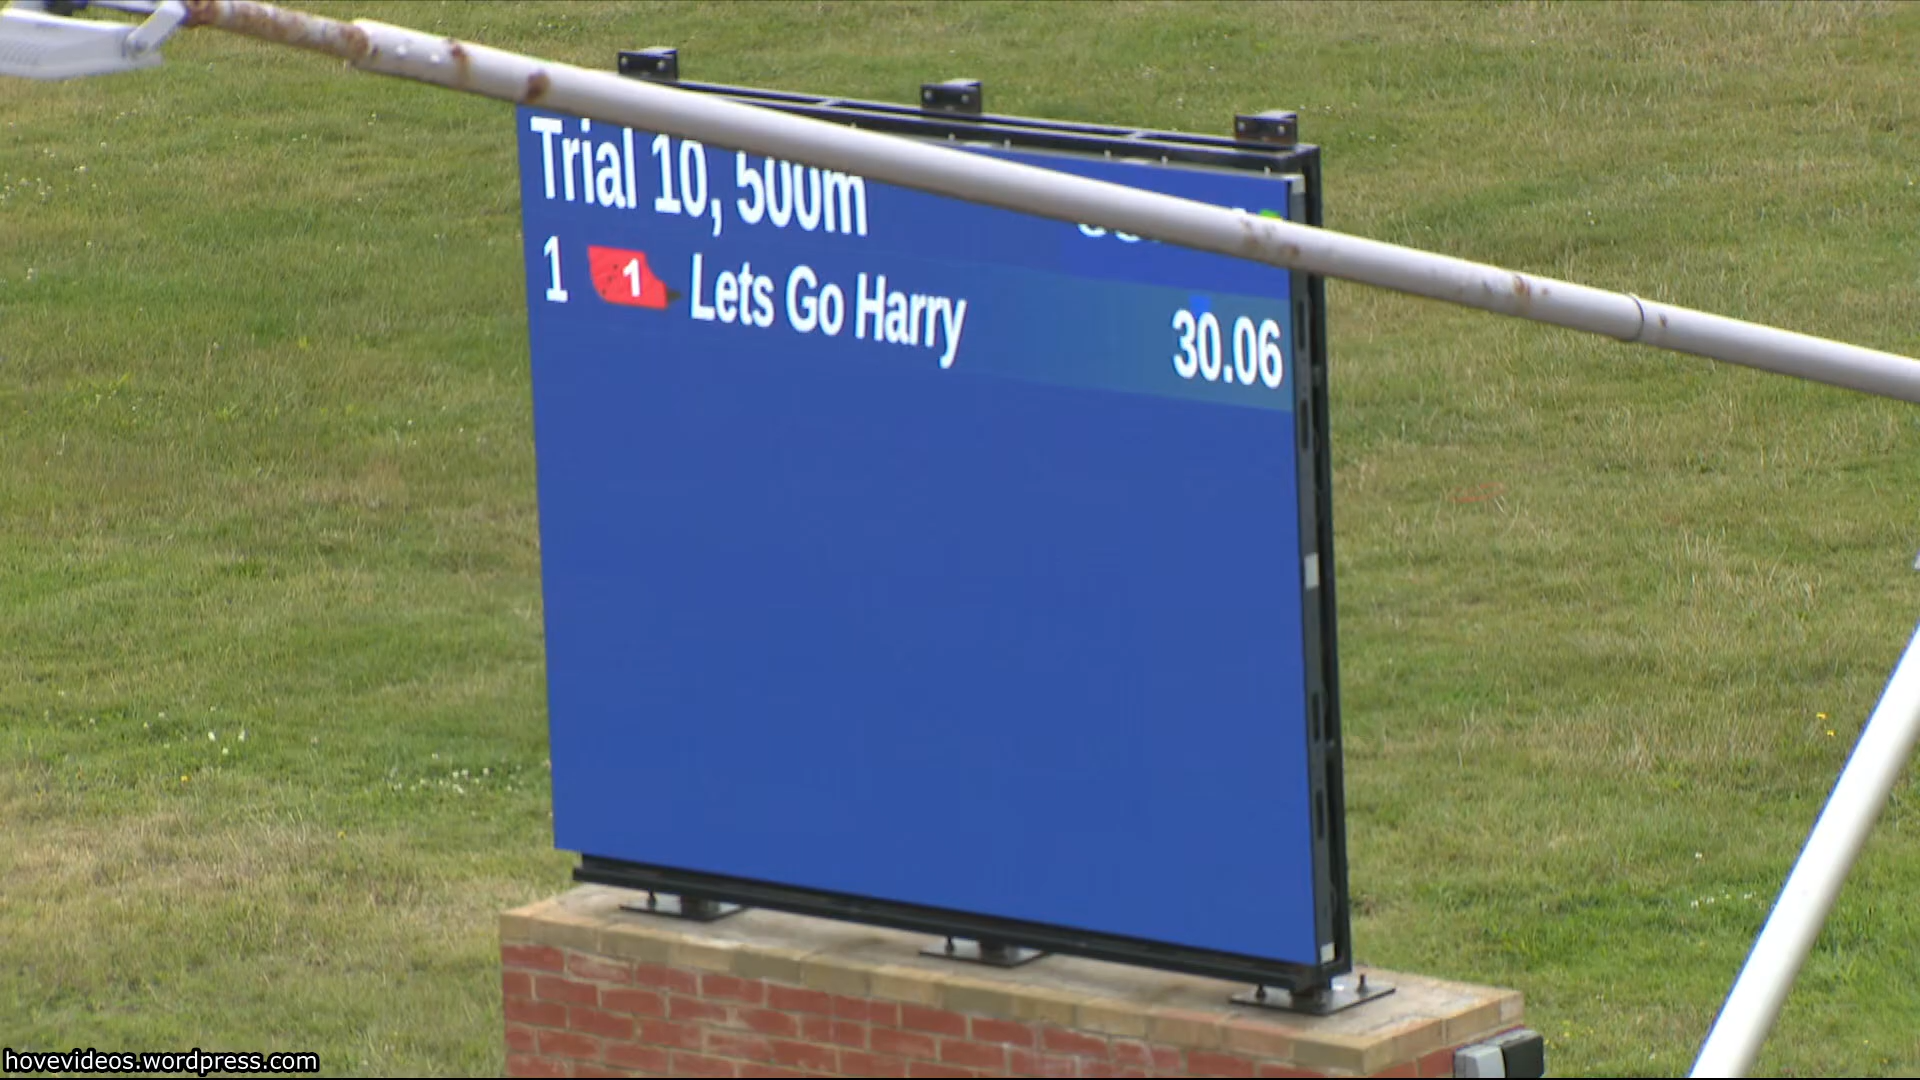 Trial 10, 500m
1 1 Lets Go Harry 30.06
hovevideos.wordpress.com